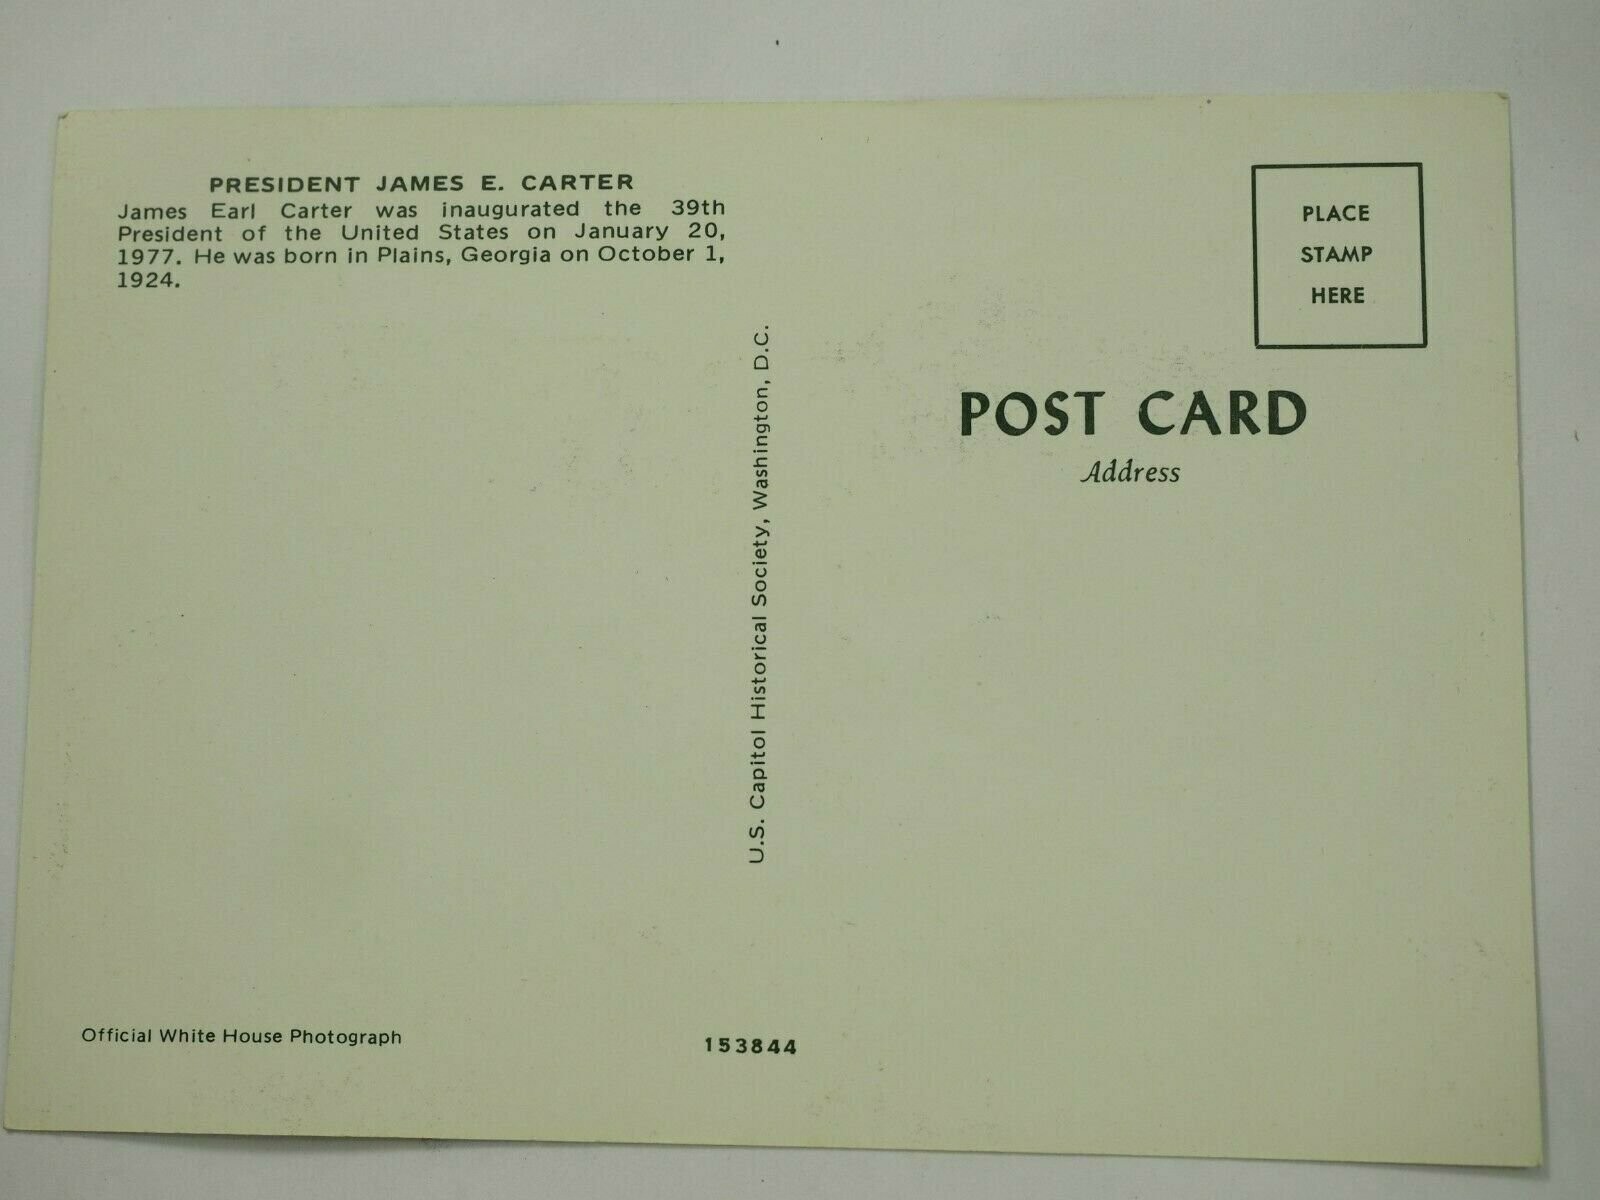 PRESIDENT JAMES E. CARTER
James Earl Carter was inaugurated the 39th
President of the United States on January 20,
1977. He was born in Plains, Georgia on October 1,
1924.
Official White House Photograph
U.S. Capitol Historical Society, Washington, D.C.
153844
PLACE
STAMP
HERE
POST CARD
Address